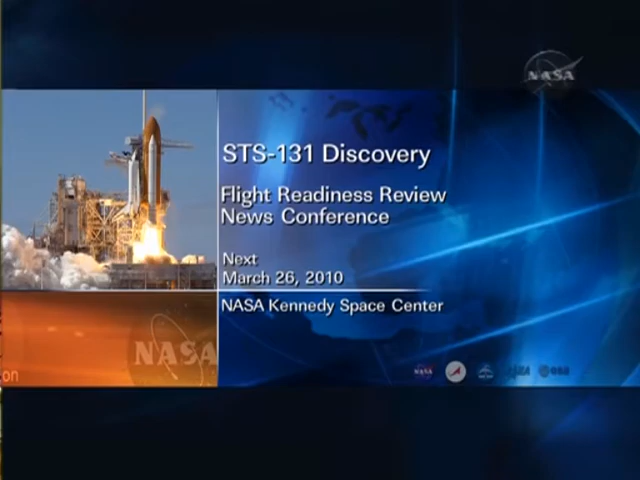 NASA
STS-131 Discovery
Flight Readiness Review
News Conference
Next
March 26, 2010
NASA Kennedy Space Center
NASA
on
NASA